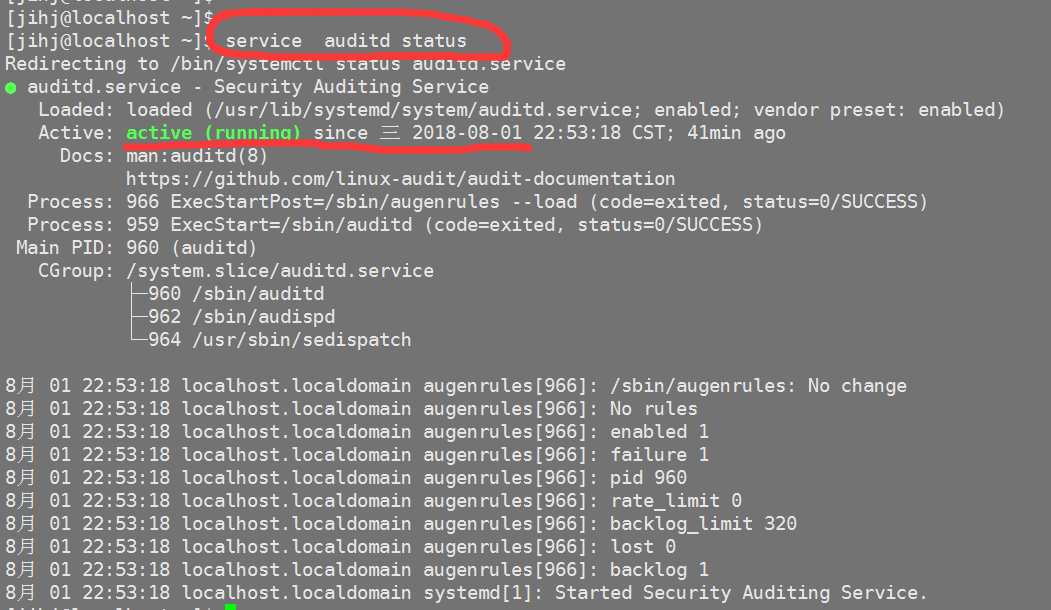 [jihj@localhost ~]$
[jihj@localhost ~]$ service  auditd status
Redirecting to /bin/systemctl status auditd.service
● auditd.service - Security Auditing Service
   Loaded: loaded (/usr/lib/systemd/system/auditd.service; enabled; vendor preset: enabled)
   Active: active (running) since 三 2018-08-01 22:53:18 CST; 41min ago
     Docs: man:auditd(8)
           https://github.com/linux-audit/audit-documentation
  Process: 966 ExecStartPost=/sbin/augenrules --load (code=exited, status=0/SUCCESS)
  Process: 959 ExecStart=/sbin/auditd (code=exited, status=0/SUCCESS)
 Main PID: 960 (auditd)
   CGroup: /system.slice/auditd.service
           ├─960 /sbin/auditd
           ├─962 /sbin/audispd
           └─964 /usr/sbin/sedispatch
8月 01 22:53:18 localhost.localdomain augenrules[966]: /sbin/augenrules: No change
8月 01 22:53:18 localhost.localdomain augenrules[966]: No rules
8月 01 22:53:18 localhost.localdomain augenrules[966]: enabled 1
8月 01 22:53:18 localhost.localdomain augenrules[966]: failure 1
8月 01 22:53:18 localhost.localdomain augenrules[966]: pid 960
8月 01 22:53:18 localhost.localdomain augenrules[966]: rate_limit 0
8月 01 22:53:18 localhost.localdomain augenrules[966]: backlog_limit 320
8月 01 22:53:18 localhost.localdomain augenrules[966]: lost 0
8月 01 22:53:18 localhost.localdomain augenrules[966]: backlog 1
8月 01 22:53:18 localhost.localdomain systemd[1]: Started Security Auditing Service.